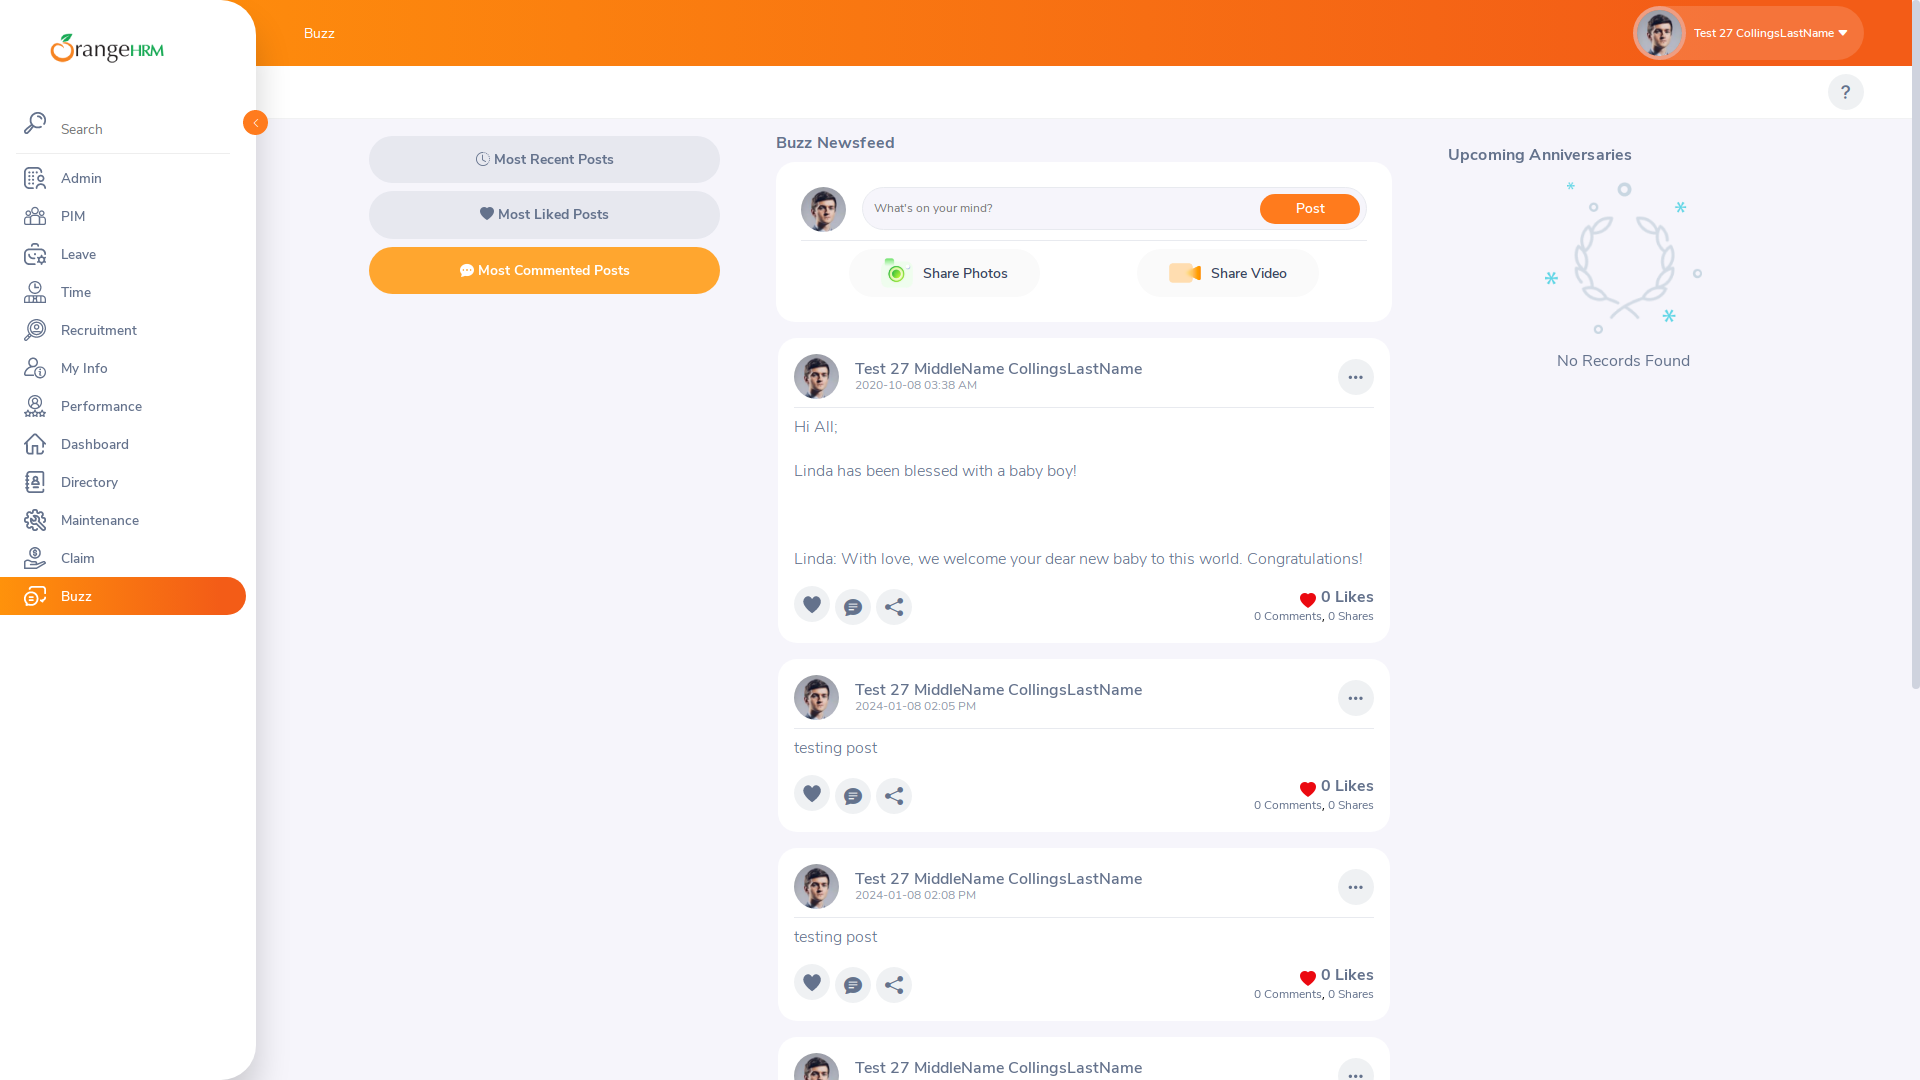 OrangeHRM
Search
Admin
PIM
Leave
Time
Recruitment
My Info
Performance
Dashboard
Directory
Maintenance
Claim
Buzz
Buzz
Test 27 CollingsLastName
?
Most Recent Posts
Most Liked Posts
Most Commented Posts
Buzz Newsfeed
What's on your mind?
Post
Share Photos
Share Video
Test 27 MiddleName CollingsLastName
2020-10-08 03:38 AM
Hi All;
Linda has been blessed with a baby boy!
Linda: With love, we welcome your dear new baby to this world. Congratulations!
0 Likes
0 Comments, 0 Shares
Test 27 MiddleName CollingsLastName
2024-01-08 02:05 PM
testing post
0 Likes
0 Comments, 0 Shares
Test 27 MiddleName CollingsLastName
2024-01-08 02:08 PM
testing post
0 Likes
0 Comments, 0 Shares
Test 27 MiddleName CollingsLastName
Upcoming Anniversaries
No Records Found